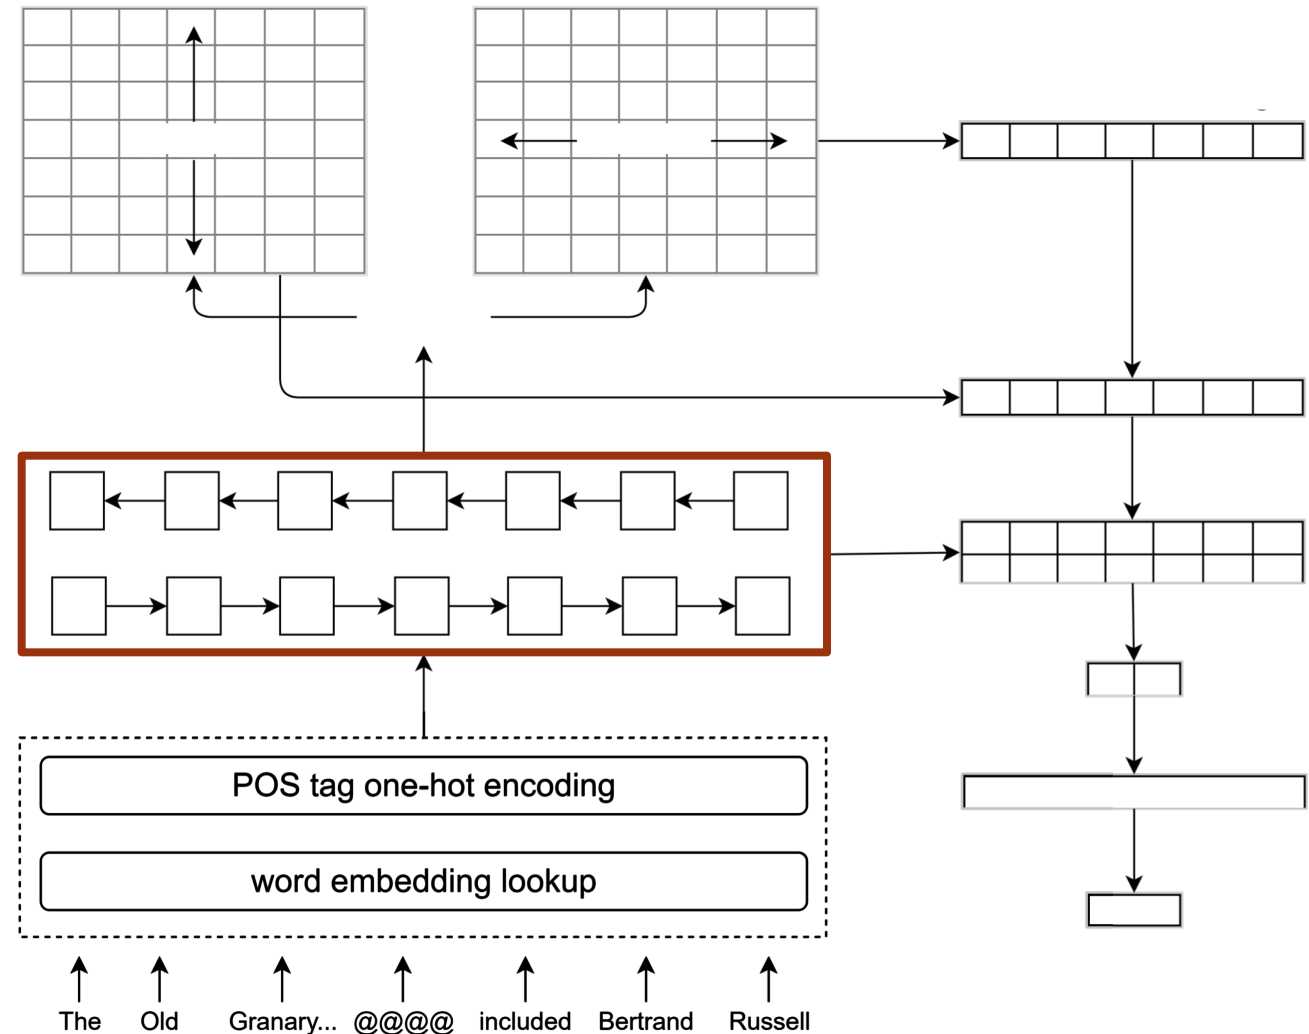 POS tag one-hot encoding
word embedding lookup
The Old Granary... @@@@ included Bertrand Russell